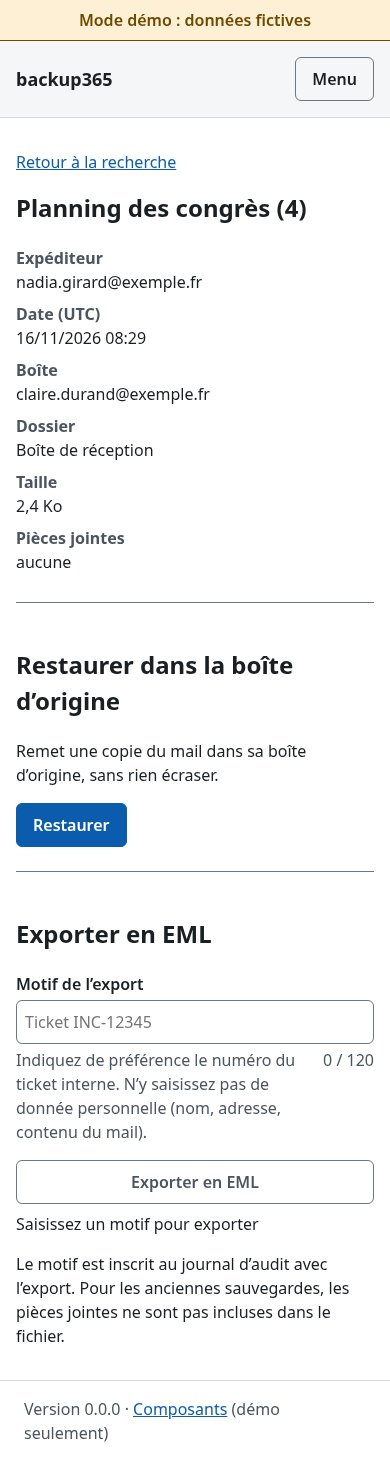 Mode démo : données fictives
backup365
Menu
Retour à la recherche
Planning des congrès (4)
Expéditeur
nadia.girard@exemple.fr
Date (UTC)
16/11/2026 08:29
Boîte
claire.durand@exemple.fr
Dossier
Boîte de réception
Taille
2,4 Ko
Pièces jointes
aucune
Restaurer dans la boîte
d’origine
Remet une copie du mail dans sa boîte
d’origine, sans rien écraser.
Restaurer
Exporter en EML
Motif de l’export
Ticket INC-12345
Indiquez de préférence le numéro du
ticket interne. N’y saisissez pas de
donnée personnelle (nom, adresse,
contenu du mail).
0 / 120
Exporter en EML
Saisissez un motif pour exporter
Le motif est inscrit au journal d’audit avec
l’export. Pour les anciennes sauvegardes, les
pièces jointes ne sont pas incluses dans le
fichier.
Version 0.0.0 · Composants (démo
seulement)